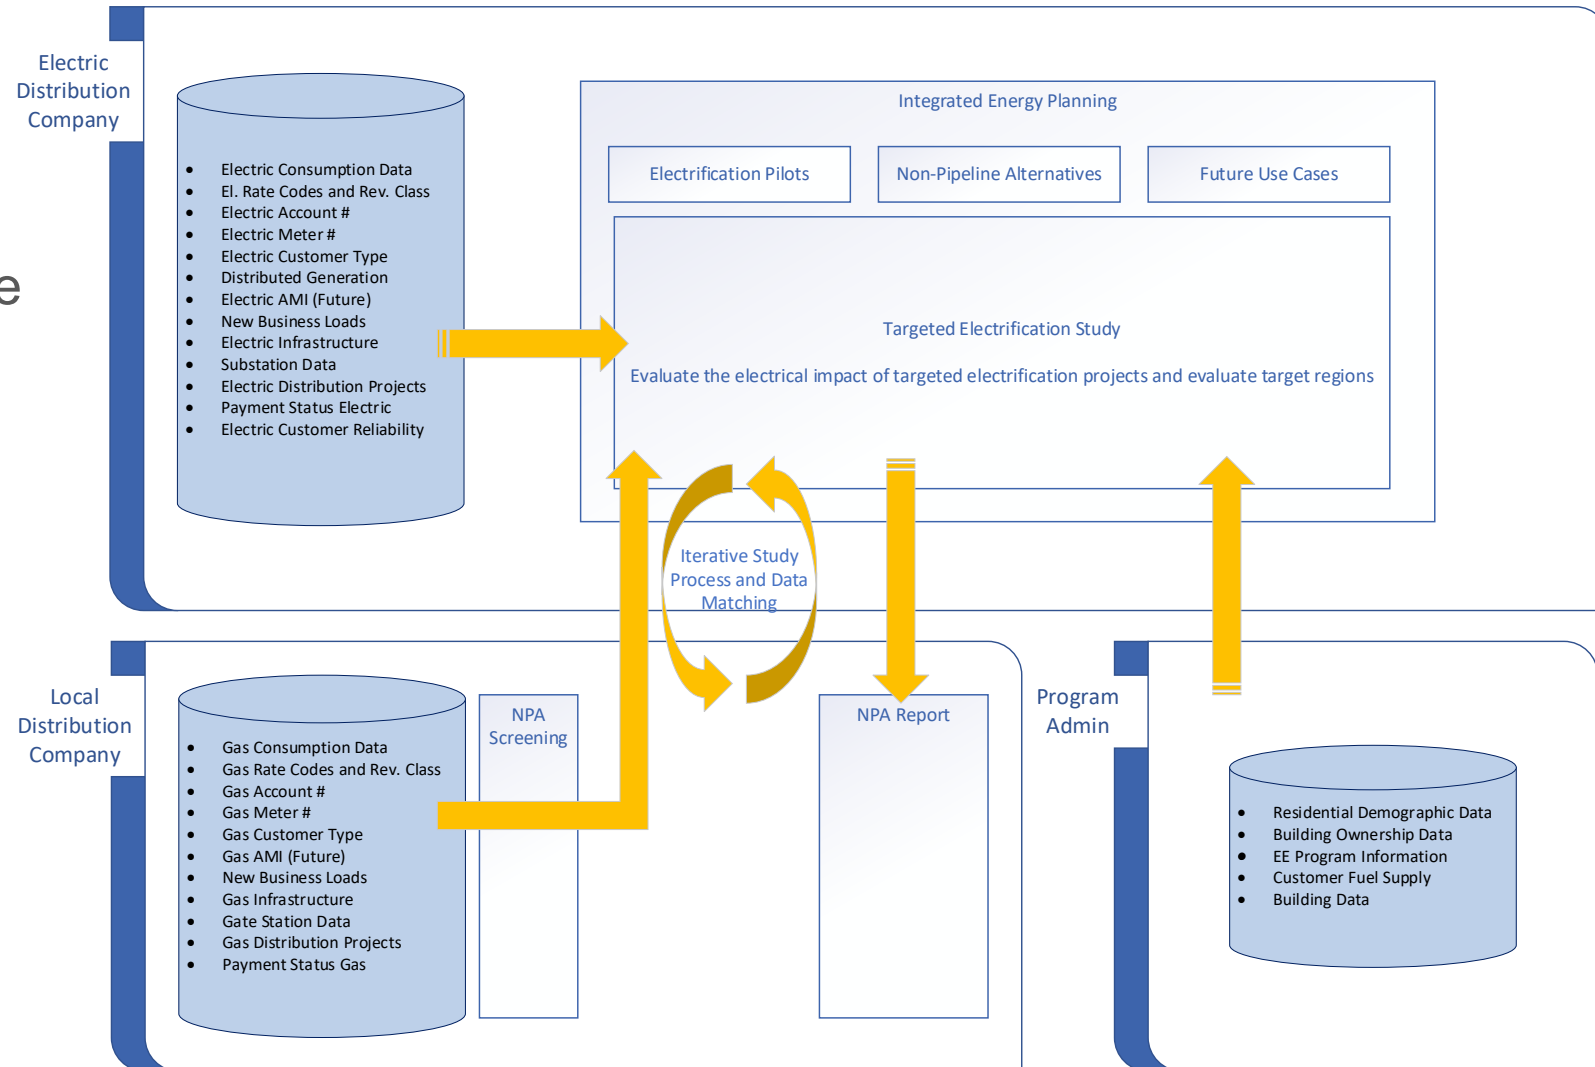 Electric
Distribution
Company
e
• Electric Consumption Data
• El. Rate Codes and Rev. Class
• Electric Account #
• Electric Meter #
• Electric Customer Type
• Distributed Generation
• Electric AMI (Future)
• New Business Loads
• Electric Infrastructure
• Substation Data
• Electric Distribution Projects
• Payment Status Electric
• Electric Customer Reliability
Integrated Energy Planning
Electrification Pilots
Non-Pipeline Alternatives
Future Use Cases
Targeted Electrification Study
Evaluate the electrical impact of targeted electrification projects and evaluate target regions
Iterative Study
Process and Data
Matching
Local
Distribution
Company
• Gas Consumption Data
• Gas Rate Codes and Rev. Class
• Gas Account #
• Gas Meter #
• Gas Customer Type
• Gas AMI (Future)
• New Business Loads
• Gas Infrastructure
• Gate Station Data
• Gas Distribution Projects
• Payment Status Gas
NPA
Screening
NPA Report
Program
Admin
• Residential Demographic Data
• Building Ownership Data
• EE Program Information
• Customer Fuel Supply
• Building Data